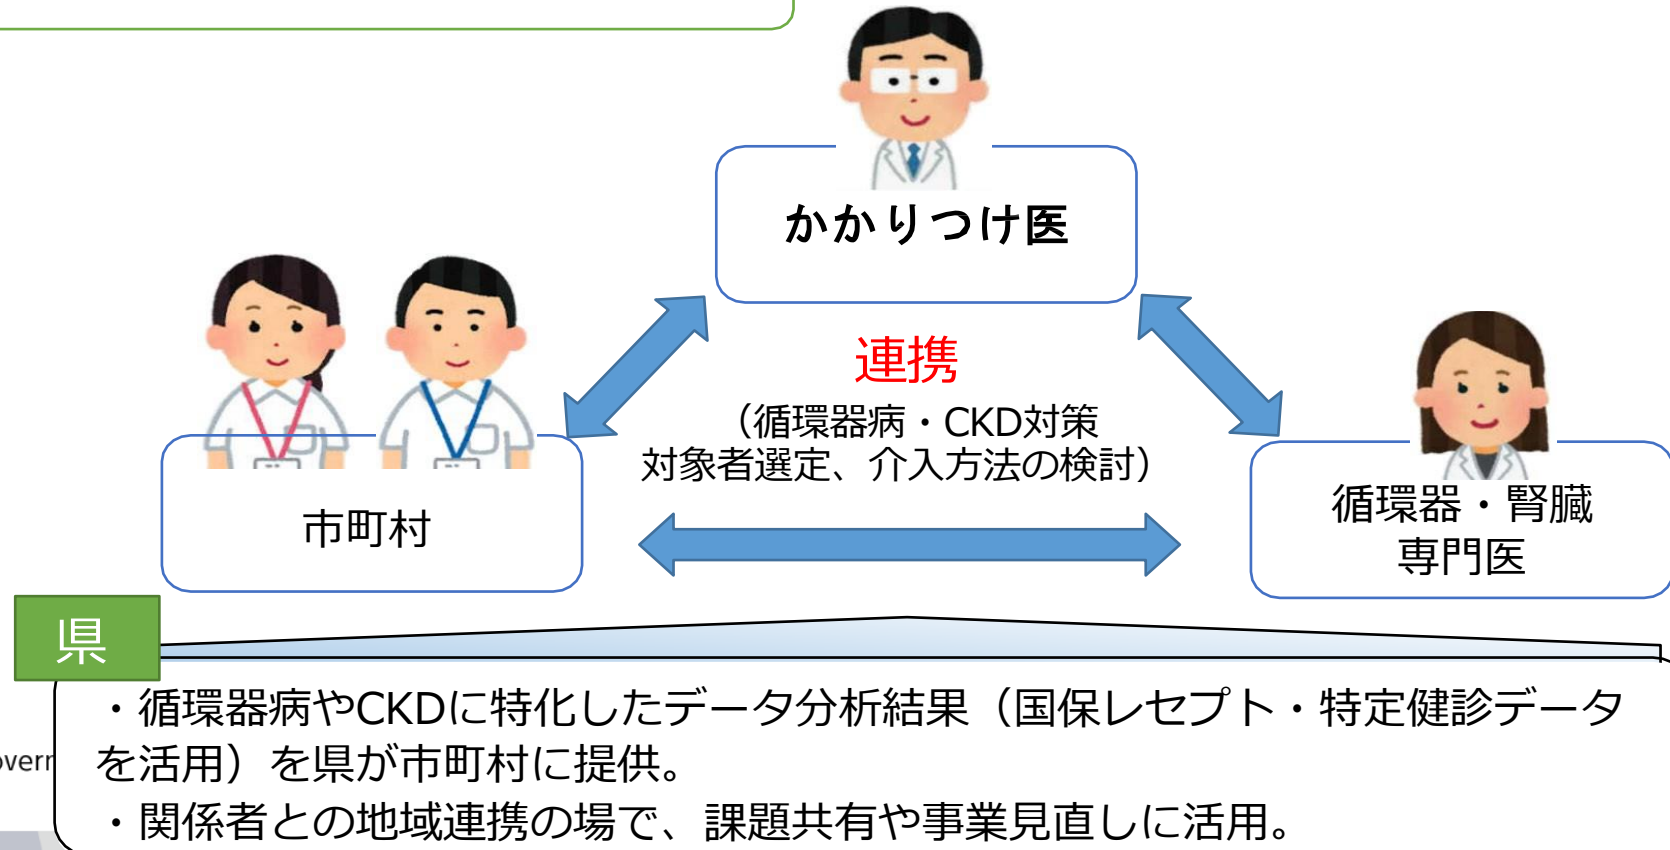 かかりつけ医
連携
（循環器病・CKD対策
対象者選定、介入方法の検討）
市町村
循環器・腎臓
専門医
県
・循環器病やCKDに特化したデータ分析結果（国保レセプト・特定健診データ
を活用）を県が市町村に提供。
・関係者との地域連携の場で、課題共有や事業見直しに活用。